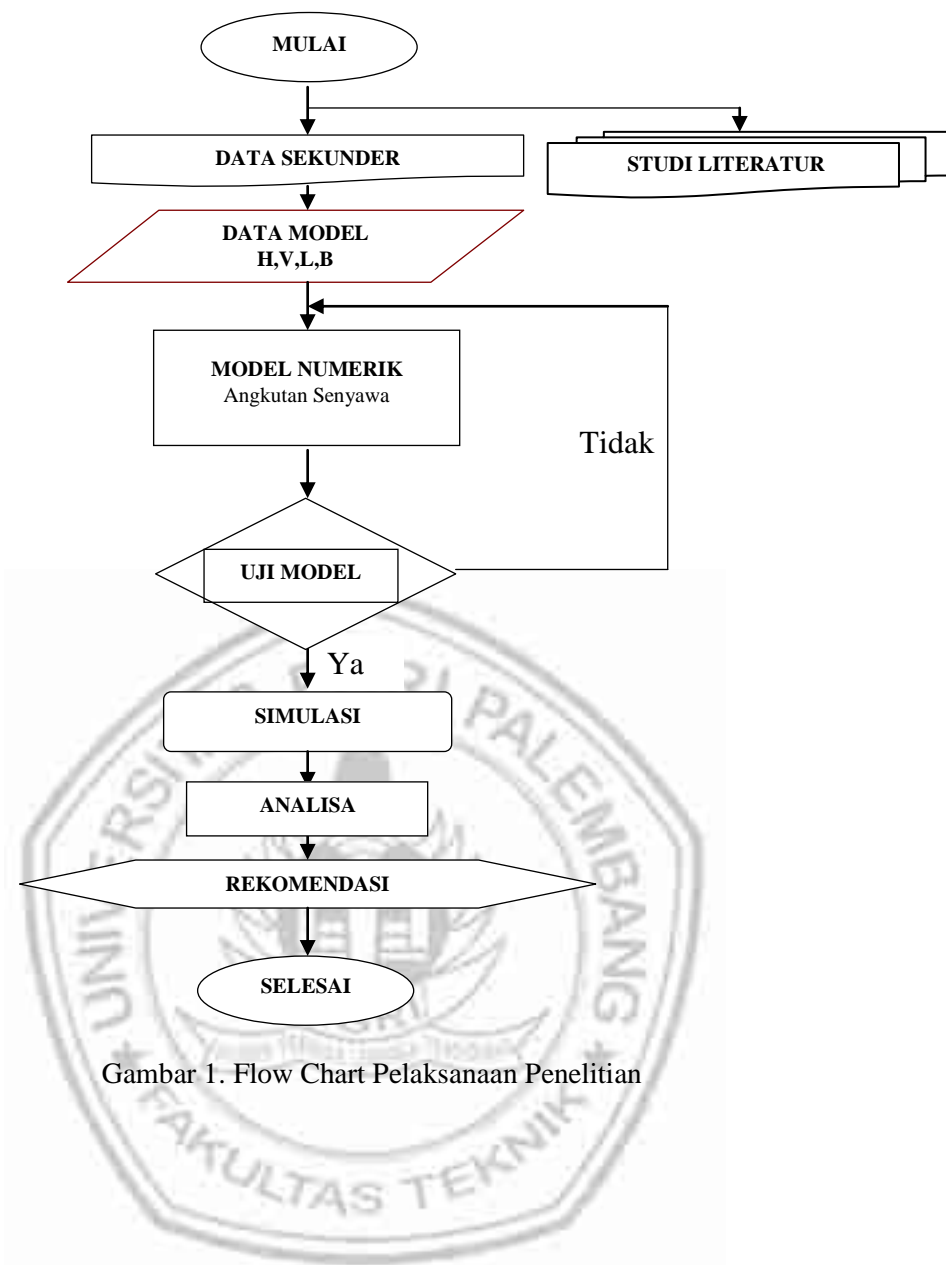 MULAI
DATA SEKUNDER
STUDI LITERATUR
DATA MODEL
H,V,L,B
MODEL NUMERIK
Angkutan Senyawa
Tidak
UJI MODEL
Ya
SIMULASI
ANALISA
REKOMENDASI
SELESAI
Gambar 1. Flow Chart Pelaksanaan Penelitian
PALEMBANG
FAKULTAS TEKNIK